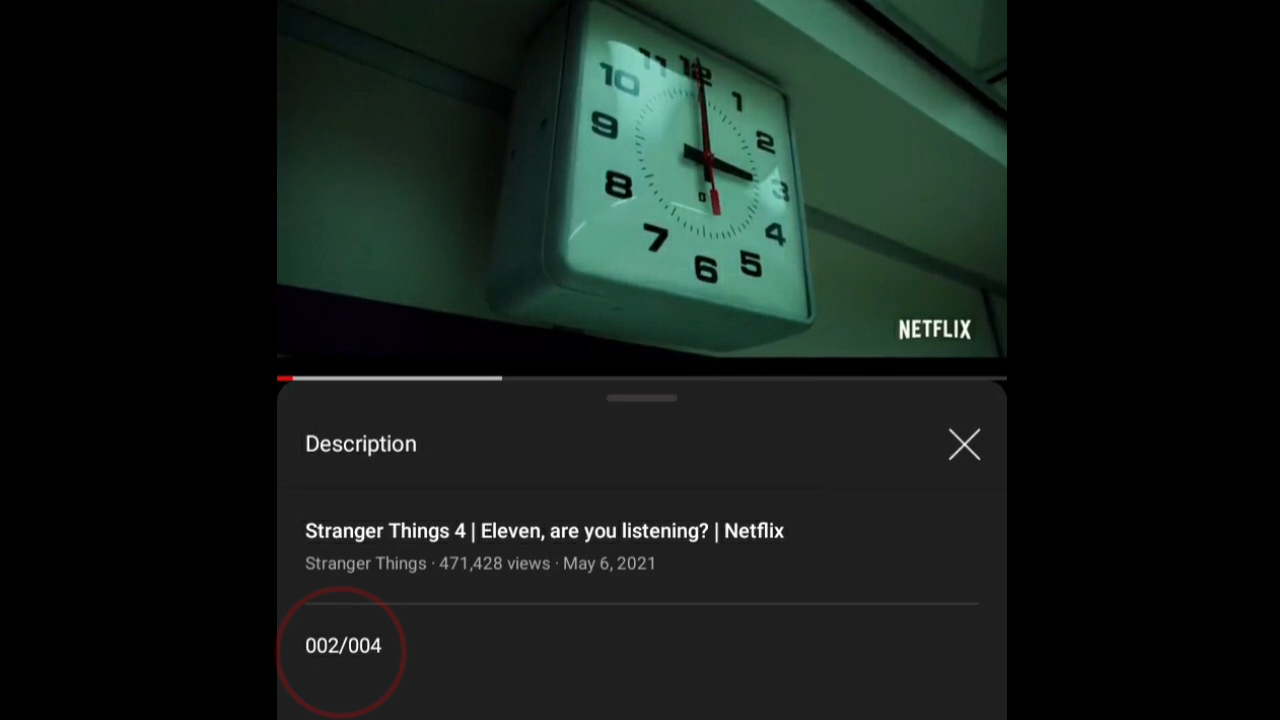 11 12
10 1
9 2
8 3
7 4
6 5
NETFLIX
Description
Stranger Things 4 | Eleven, are you listening? | Netflix
Stranger Things · 471,428 views · May 6, 2021
002/004